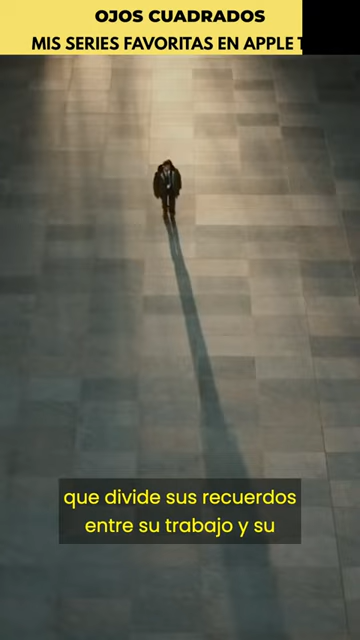 OJOS CUADRADOS
MIS SERIES FAVORITAS EN APPLE T
que divide sus recuerdos
entre su trabajo y su